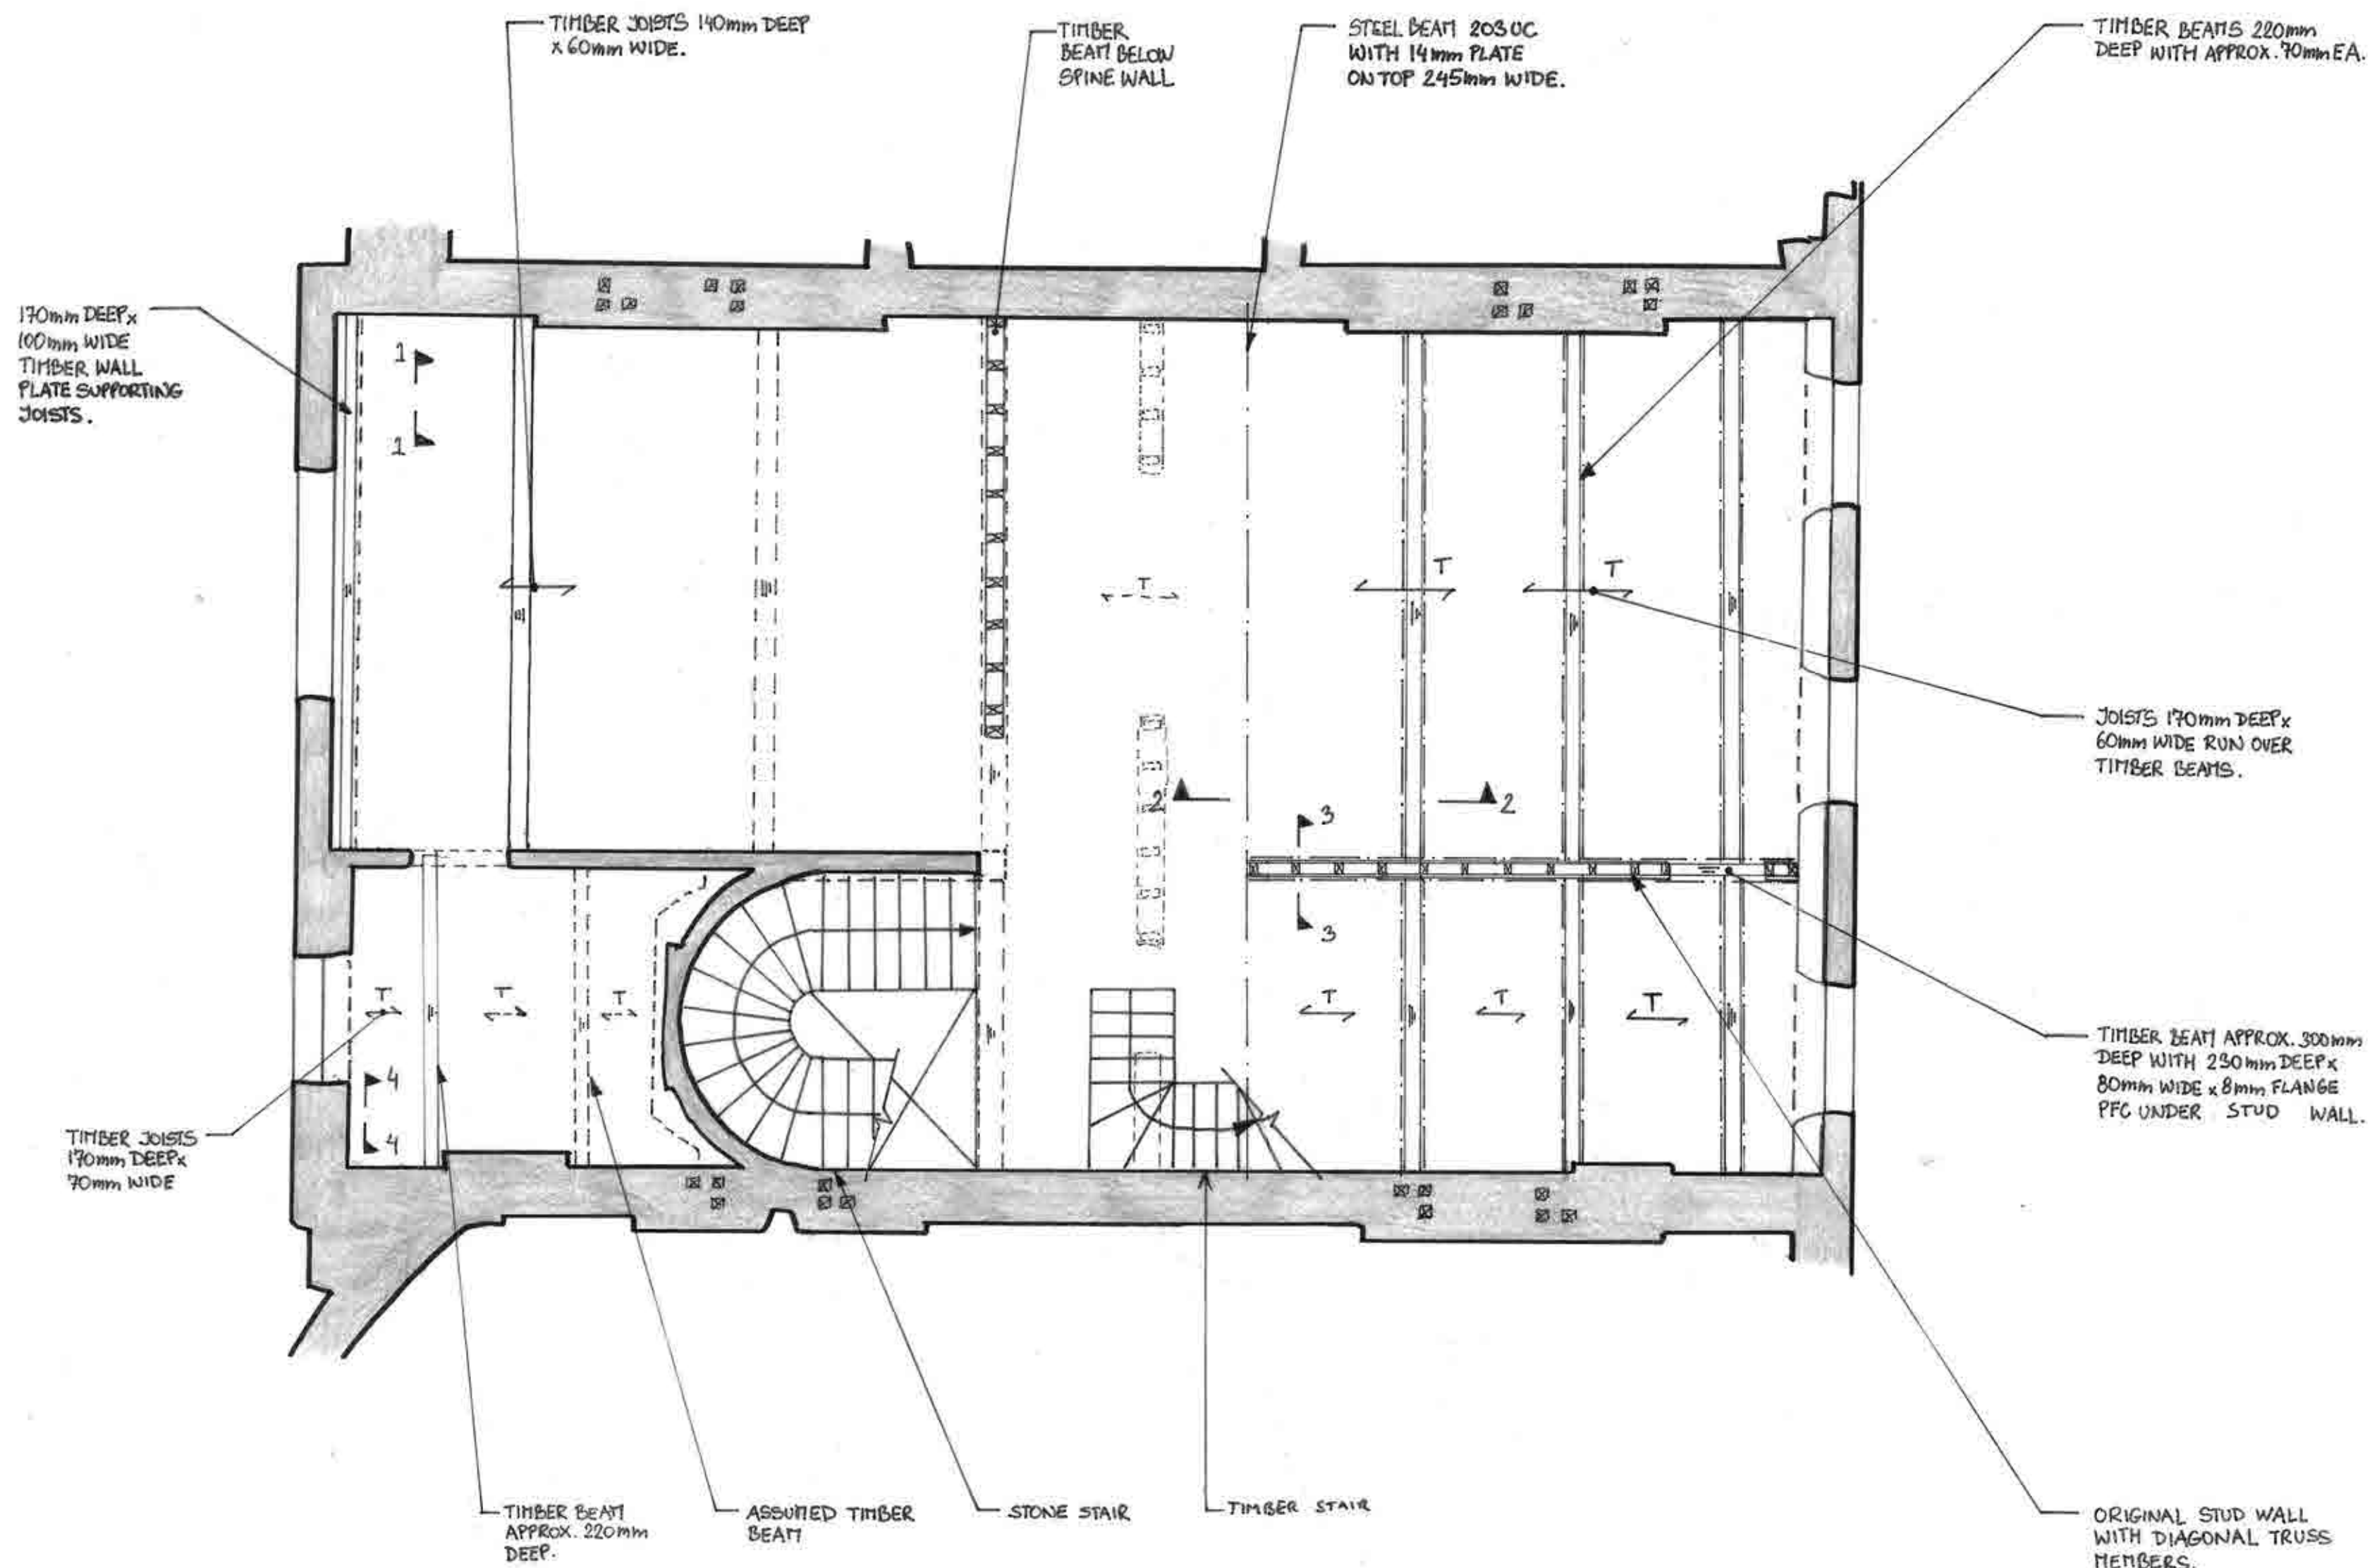 TIMBER JOISTS 140mm DEEP
x 60mm WIDE.
TIMBER
BEAM BELOW
SPINE WALL
STEEL BEAM 203 UC
WITH 14mm PLATE
ON TOP 245mm WIDE.
TIMBER BEAMS 220mm
DEEP WITH APPROX. 70mm EA.
170mm DEEP x
100mm WIDE
TIMBER WALL
PLATE SUPPORTING
JOISTS.
1
1
T
T
T
JOISTS 170mm DEEP x
60mm WIDE RUN OVER
TIMBER BEAMS.
2
2
3
3
T
T
T
T
T
T
4
4
TIMBER BEAM APPROX. 300mm
DEEP WITH 230mm DEEP x
80mm WIDE x 8mm FLANGE
PFC UNDER STUD WALL.
TIMBER JOISTS
170mm DEEP x
70mm WIDE
TIMBER BEAM
APPROX. 220mm
DEEP.
ASSUMED TIMBER
BEAM
STONE STAIR
TIMBER STAIR
ORIGINAL STUD WALL
WITH DIAGONAL TRUSS
MEMBERS.